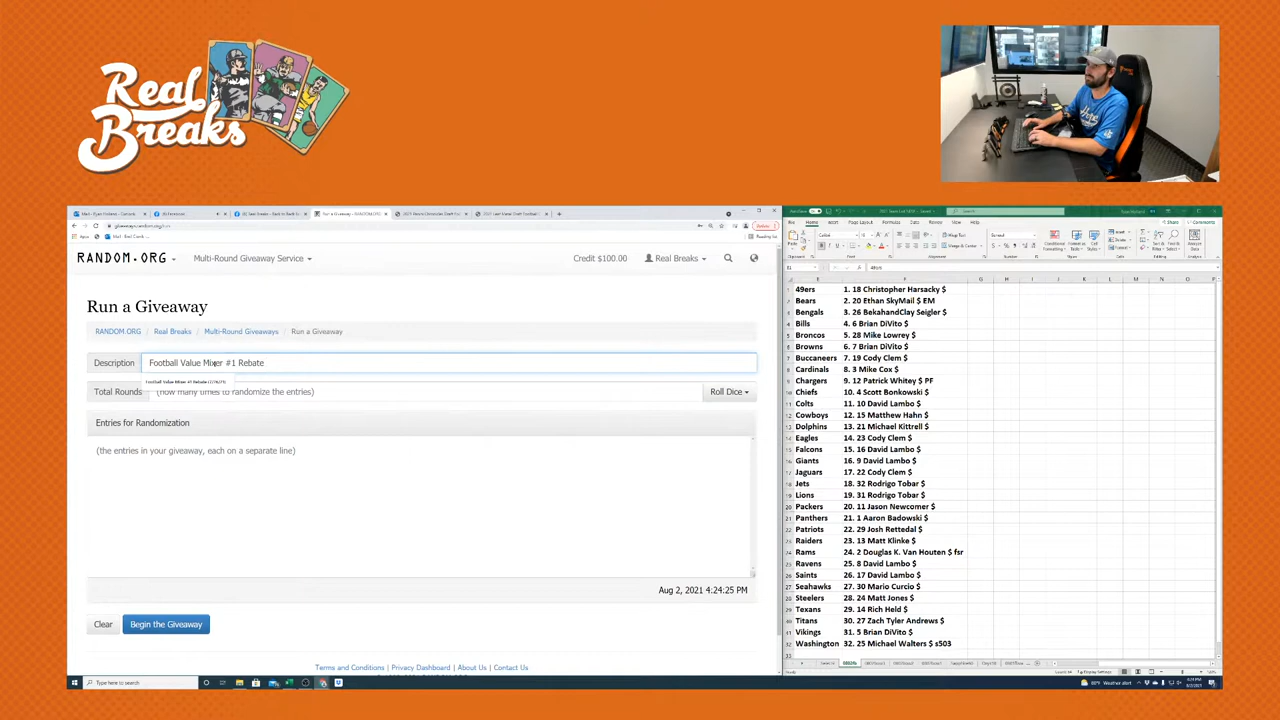 Real
Breaks
Run a Giveaway - RANDOM.ORG
RANDOM.ORG
Multi-Round Giveaway Service
Credit $100.00
Real Breaks
Run a Giveaway
RANDOM.ORG
Real Breaks
Multi-Round Giveaways
Run a Giveaway
Description
Football Value Mixer #1 Rebate
Total Rounds
(how many times to randomize the entries)
Roll Dice
Entries for Randomization
(the entries in your giveaway, each on a separate line)
Aug 2, 2021 4:24:25 PM
Clear
Begin the Giveaway
Terms and Conditions | Privacy Dashboard | About Us | Contact Us
Type here to search
49ers 1. 18 Christopher Harsacky $
Bears 2. 20 Ethan SkyMail $ EM
Bengals 3. 26 BekahandClay Seigler $
Bills 4. 6 Brian DiVito $
Broncos 5. 28 Mike Lowrey $
Browns 6. 7 Brian DiVito $
Buccaneers 7. 19 Cody Clem $
Cardinals 8. 3 Mike Cox $
Chargers 9. 12 Patrick Whitey $ PF
Chiefs 10. 4 Scott Bonkowski $
Colts 11. 10 David Lambo $
Cowboys 12. 15 Matthew Hahn $
Dolphins 13. 21 Michael Kittrell $
Eagles 14. 23 Cody Clem $
Falcons 15. 16 David Lambo $
Giants 16. 9 David Lambo $
Jaguars 17. 22 Cody Clem $
Jets 18. 32 Rodrigo Tobar $
Lions 19. 31 Rodrigo Tobar $
Packers 20. 11 Jason Newcomer $
Panthers 21. 1 Aaron Badowski $
Patriots 22. 29 Josh Rettedal $
Raiders 23. 13 Matt Klinke $
Rams 24. 2 Douglas K. Van Houten $ fsr
Ravens 25. 8 David Lambo $
Saints 26. 17 David Lambo $
Seahawks 27. 30 Mario Curcio $
Steelers 28. 24 Matt Jones $
Texans 29. 14 Rich Held $
Titans 30. 27 Zach Tyler Andrews $
Vikings 31. 5 Brian DiVito $
Washington 32. 25 Michael Walters $ s503